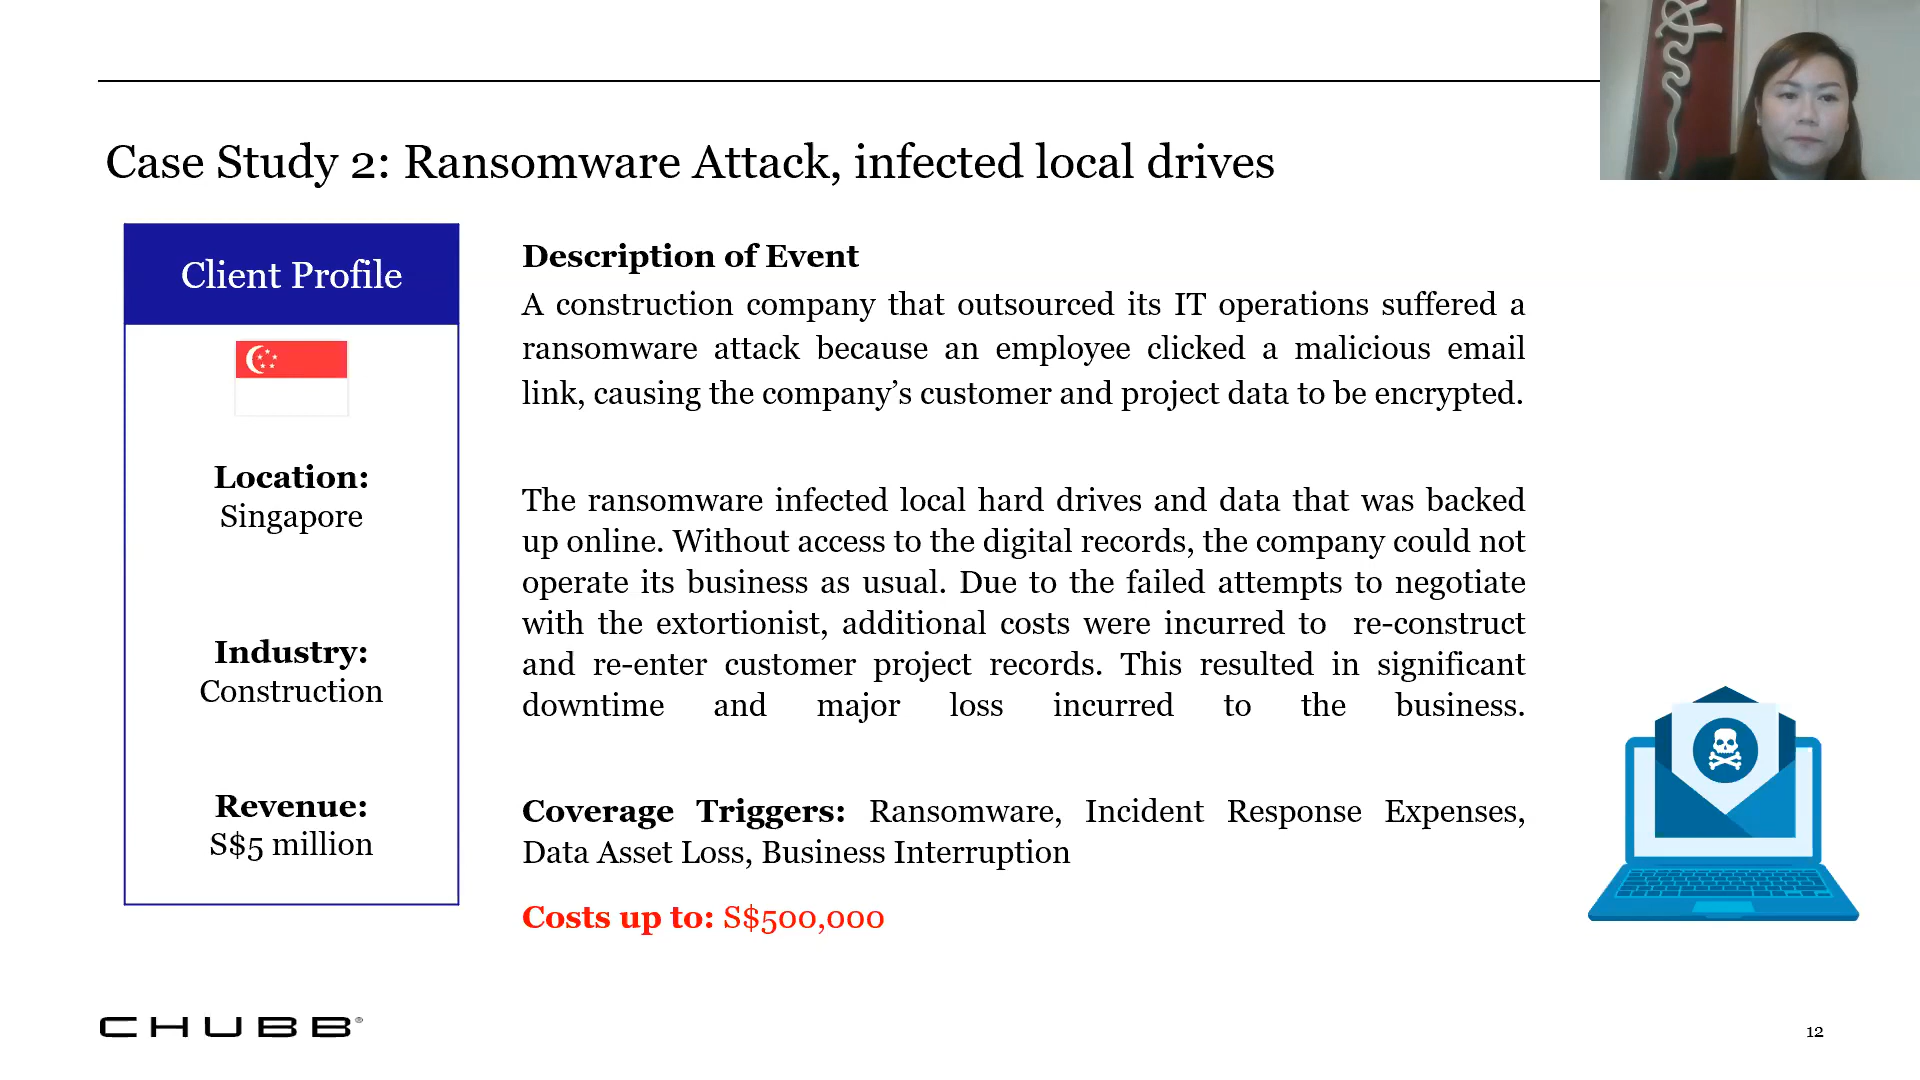 Case Study 2: Ransomware Attack, infected local drives
Client Profile
Location:
Singapore
Industry:
Construction
Revenue:
S$5 million
Description of Event
A construction company that outsourced its IT operations suffered a
ransomware attack because an employee clicked a malicious email
link, causing the company’s customer and project data to be encrypted.
The ransomware infected local hard drives and data that was backed
up online. Without access to the digital records, the company could not
operate its business as usual. Due to the failed attempts to negotiate
with the extortionist, additional costs were incurred to re-construct
and re-enter customer project records. This resulted in significant
downtime and major loss incurred to the business.
Coverage Triggers: Ransomware, Incident Response Expenses,
Data Asset Loss, Business Interruption
Costs up to: S$500,000
CHUBB®
12